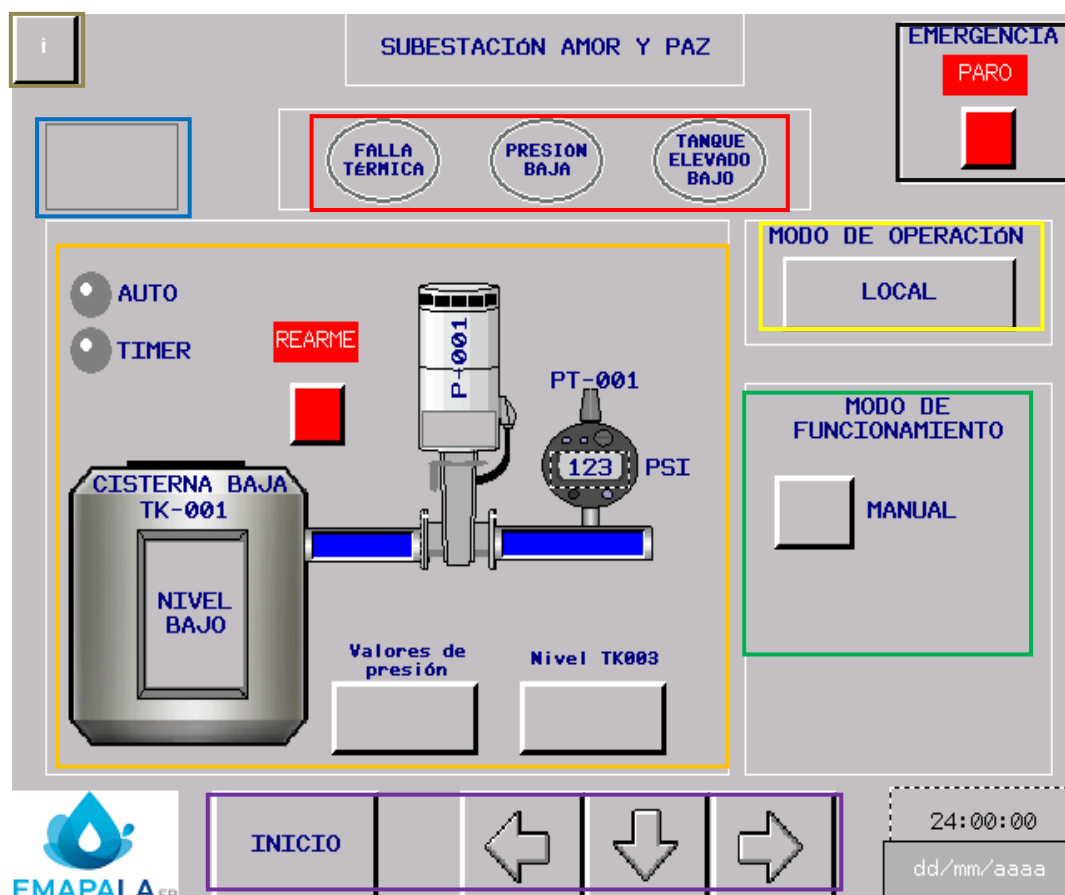 i
SUBESTACIÓN AMOR Y PAZ
EMERGENCIA
PARO
FALLA
TÉRMICA
PRESION
BAJA
TANQUE
ELEVADO
BAJO
MODO DE OPERACIÓN
LOCAL
AUTO
TIMER
REARME
P-001
PT-001
123
PSI
MODO DE
FUNCIONAMIENTO
MANUAL
CISTERNA BAJA
TK-001
NIVEL
BAJO
Valores de
presión
Nivel TK003
INICIO
24:00:00
dd/mm/aaaa
EMAPALA EP